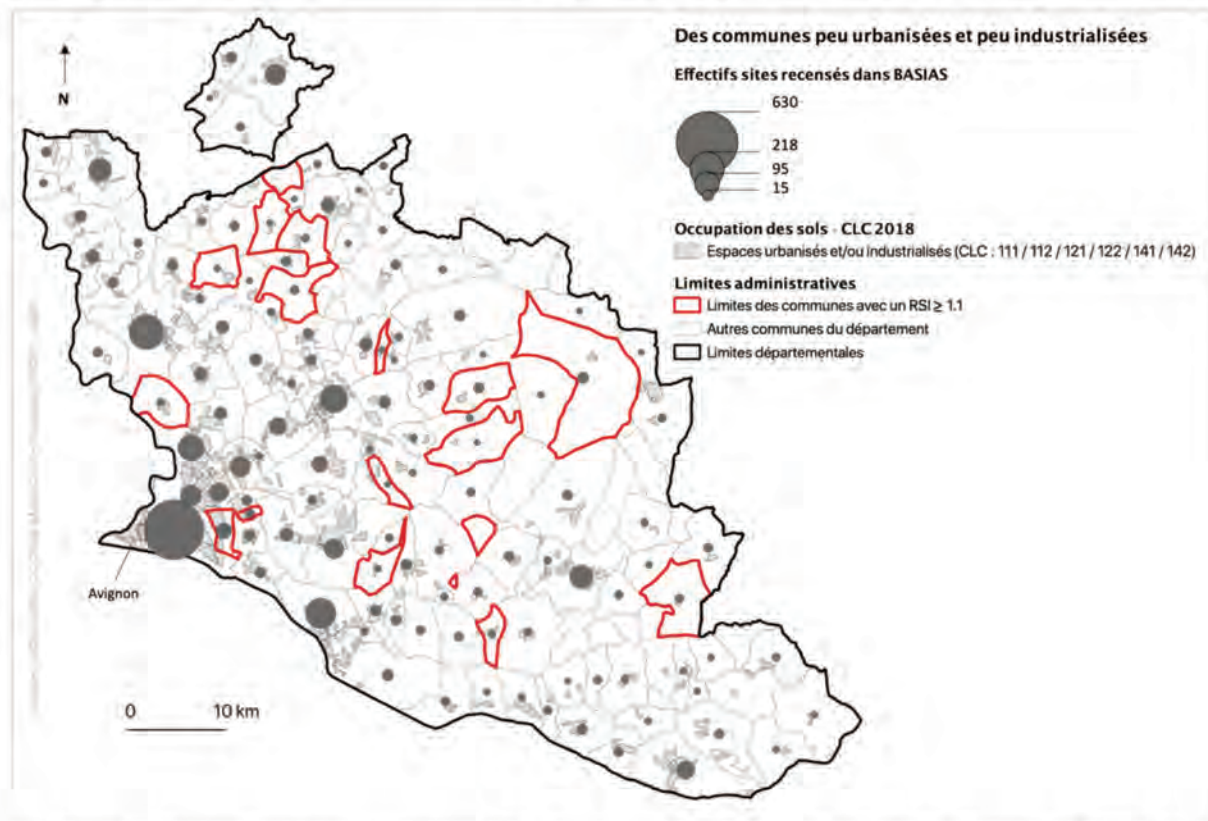 Des communes peu urbanisées et peu industrialisées
Effectifs sites recensés dans BASIAS
630
218
95
15
Occupation des sols - CLC 2018
Espaces urbanisés et/ou industrialisés (CLC : 111 / 112 / 121 / 122 / 141 / 142)
Limites administratives
Limites des communes avec un RSI ≥ 1.1
Autres communes du département
Limites départementales
N
Avignon
0 10 km